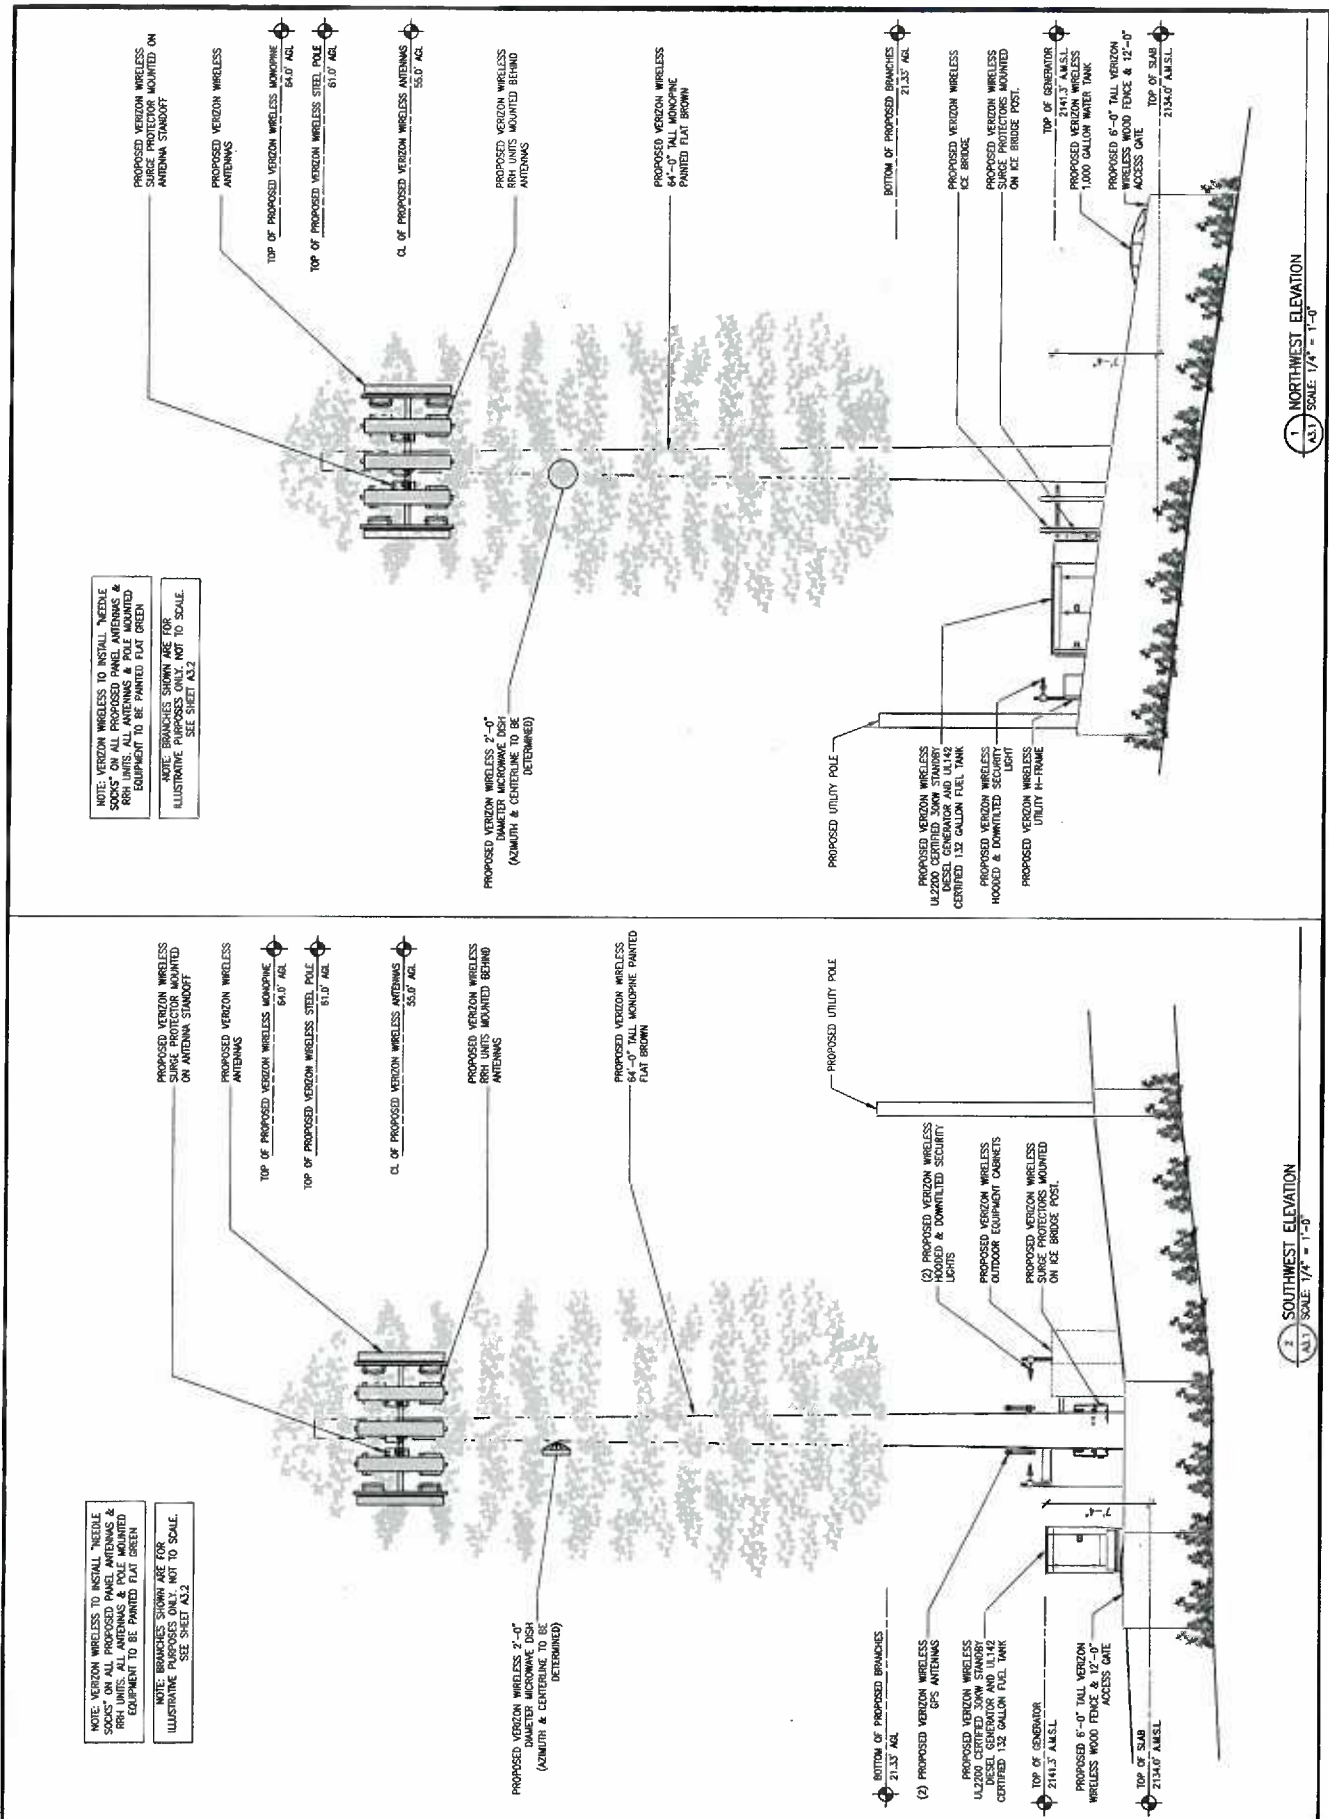 NOTE: VERIZON WIRELESS TO INSTALL "NEEDLE
SOCKS" ON ALL PROPOSED PANEL ANTENNAS &
RRH UNITS. ALL ANTENNAS & POLE MOUNTED
EQUIPMENT TO BE PAINTED FLAT GREEN
NOTE: BRANCHES SHOWN ARE FOR
ILLUSTRATIVE PURPOSES ONLY. NOT TO SCALE.
SEE SHEET A3.2
PROPOSED VERIZON WIRELESS
SURGE PROTECTOR MOUNTED
ON ANTENNA STANDOFF
PROPOSED VERIZON WIRELESS
ANTENNAS
TOP OF PROPOSED VERIZON WIRELESS MONOPINE
64.0' AGL
TOP OF PROPOSED VERIZON WIRELESS STEEL POLE
61.0' AGL
CL OF PROPOSED VERIZON WIRELESS ANTENNAS
55.0' AGL
PROPOSED VERIZON WIRELESS
RRH UNITS MOUNTED BEHIND
ANTENNAS
PROPOSED VERIZON WIRELESS 2'-0"
DIAMETER MICROWAVE DISH
(AZIMUTH & CENTERLINE TO BE
DETERMINED)
PROPOSED VERIZON WIRELESS
64'-0" TALL MONOPINE PAINTED
FLAT BROWN
PROPOSED UTILITY POLE
BOTTOM OF PROPOSED BRANCHES
21.33' AGL
(2) PROPOSED VERIZON WIRELESS
GPS ANTENNAS
PROPOSED VERIZON WIRELESS
UL2200 CERTIFIED 30KW STANDBY
DIESEL GENERATOR AND UL142
CERTIFIED 132 GALLON FUEL TANK
TOP OF GENERATOR
2141.3' A.M.S.L
PROPOSED 6'-0" TALL VERIZON
WIRELESS WOOD FENCE & 12'-0"
ACCESS GATE
TOP OF SLAB
2134.0' A.M.S.L
7'-4"
(2) PROPOSED VERIZON WIRELESS
HOODED & DOWNTILTED SECURITY
LIGHTS
PROPOSED VERIZON WIRELESS
OUTDOOR EQUIPMENT CABINETS
PROPOSED VERIZON WIRELESS
SURGE PROTECTORS MOUNTED
ON ICE BRIDGE POST.
2
A3.1
SOUTHWEST ELEVATION
SCALE: 1/4" = 1'-0"
NOTE: VERIZON WIRELESS TO INSTALL "NEEDLE
SOCKS" ON ALL PROPOSED PANEL ANTENNAS &
RRH UNITS. ALL ANTENNAS & POLE MOUNTED
EQUIPMENT TO BE PAINTED FLAT GREEN
NOTE: BRANCHES SHOWN ARE FOR
ILLUSTRATIVE PURPOSES ONLY. NOT TO SCALE.
SEE SHEET A3.2
PROPOSED VERIZON WIRELESS
SURGE PROTECTOR MOUNTED ON
ANTENNA STANDOFF
PROPOSED VERIZON WIRELESS
ANTENNAS
TOP OF PROPOSED VERIZON WIRELESS MONOPINE
64.0' AGL
TOP OF PROPOSED VERIZON WIRELESS STEEL POLE
61.0' AGL
CL OF PROPOSED VERIZON WIRELESS ANTENNAS
55.0' AGL
PROPOSED VERIZON WIRELESS
RRH UNITS MOUNTED BEHIND
ANTENNAS
PROPOSED VERIZON WIRELESS 2'-0"
DIAMETER MICROWAVE DISH
(AZIMUTH & CENTERLINE TO BE
DETERMINED)
PROPOSED VERIZON WIRELESS
64'-0" TALL MONOPINE
PAINTED FLAT BROWN
PROPOSED UTILITY POLE
BOTTOM OF PROPOSED BRANCHES
21.33' AGL
PROPOSED VERIZON WIRELESS
UL2200 CERTIFIED 30KW STANDBY
DIESEL GENERATOR AND UL142
CERTIFIED 132 GALLON FUEL TANK
PROPOSED VERIZON WIRELESS
HOODED & DOWNTILTED SECURITY
LIGHT
PROPOSED VERIZON WIRELESS
UTILITY H-FRAME
PROPOSED VERIZON WIRELESS
ICE BRIDGE
PROPOSED VERIZON WIRELESS
SURGE PROTECTORS MOUNTED
ON ICE BRIDGE POST.
TOP OF GENERATOR
2141.3' A.M.S.L
PROPOSED VERIZON WIRELESS
1,000 GALLON WATER TANK
PROPOSED 6'-0" TALL VERIZON
WIRELESS WOOD FENCE & 12'-0"
ACCESS GATE
TOP OF SLAB
2134.0' A.M.S.L
7'-4"
1
A3.1
NORTHWEST ELEVATION
SCALE: 1/4" = 1'-0"